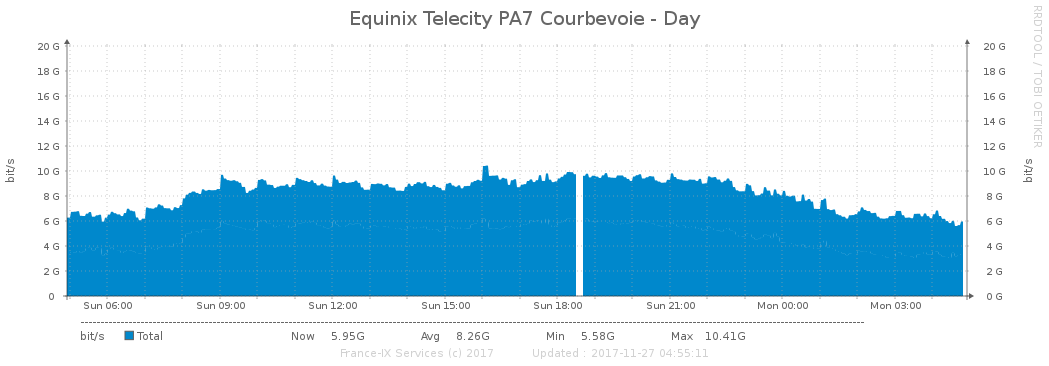 Equinix Telecity PA7 Courbevoie - Day
RRDTOOL / TOBI OETIKER
bit/s
bit/s
20 G 20 G
18 G 18 G
16 G 16 G
14 G 14 G
12 G 12 G
10 G 10 G
8 G 8 G
6 G 6 G
4 G 4 G
2 G 2 G
0 0 G
Sun 06:00 Sun 09:00 Sun 12:00 Sun 15:00 Sun 18:00 Sun 21:00 Mon 00:00 Mon 03:00
bit/s Total Now 5.95G Avg 8.26G Min 5.58G Max 10.41G
France-IX Services (c) 2017 Updated : 2017-11-27 04:55:11